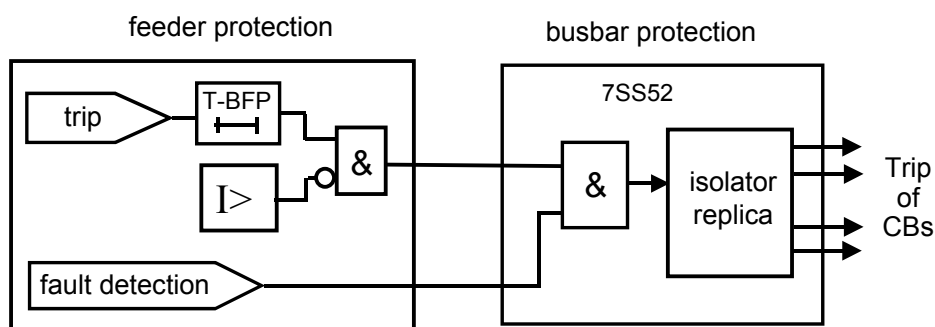 feeder protection
busbar protection
7SS52
trip
T-BFP
&
I>
&
isolator
replica
Trip
of
CBs
fault detection